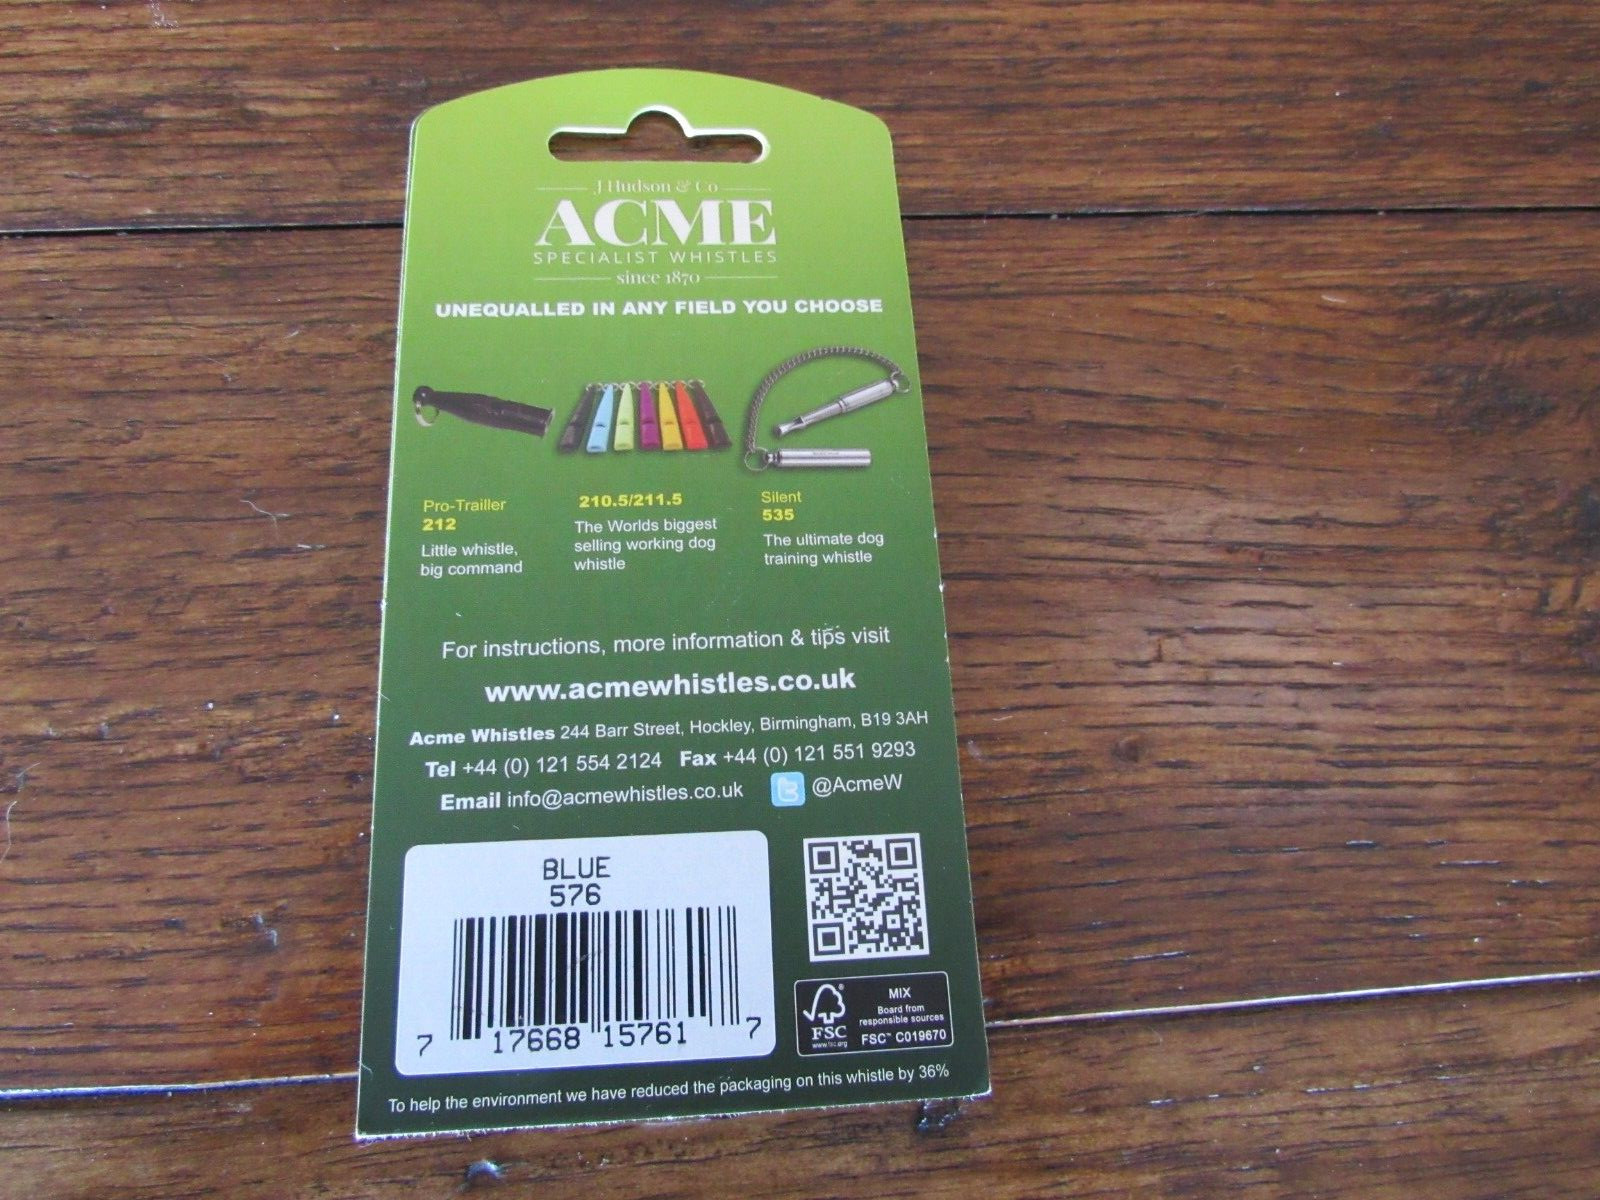 J Hudson & Co
ACME
SPECIALIST WHISTLES
since 1870
UNEQUALLED IN ANY FIELD YOU CHOOSE
Pro-Trailler
212
Little whistle,
big command
210.5/211.5
The Worlds biggest
selling working dog
whistle
Silent
535
The ultimate dog
training whistle
For instructions, more information & tips visit
www.acmewhistles.co.uk
Acme Whistles 244 Barr Street, Hockley, Birmingham, B19 3AH
Tel +44 (0) 121 554 2124 Fax +44 (0) 121 551 9293
Email info@acmewhistles.co.uk @AcmeW
BLUE
576
7 17668 15761 7
FSC
www.fsc.org
MIX
Board from
responsible sources
FSC™ C019670
To help the environment we have reduced the packaging on this whistle by 36%